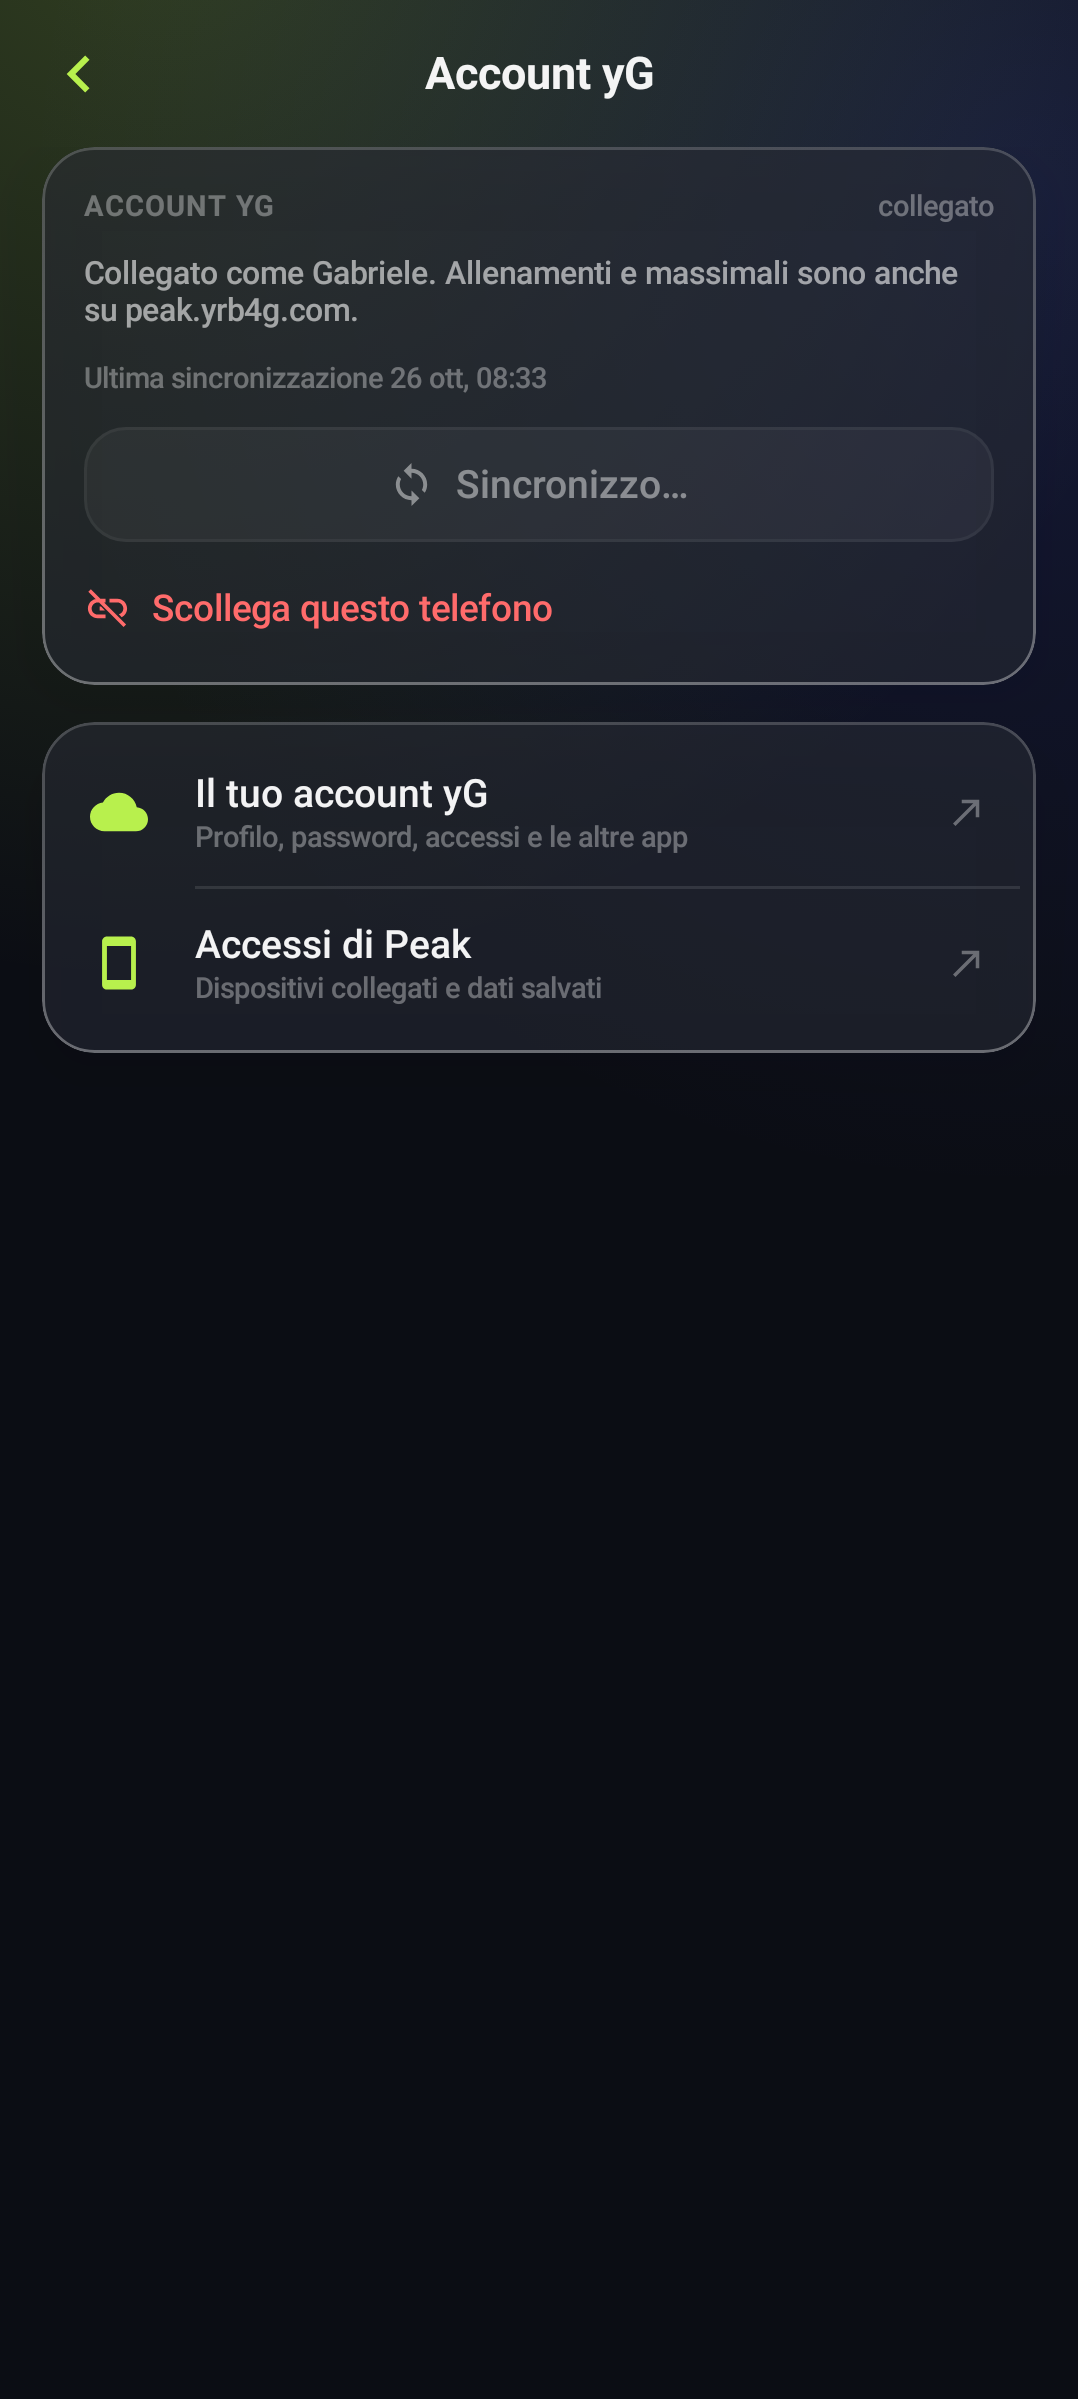 Account yG
ACCOUNT YG
collegato
Collegato come Gabriele. Allenamenti e massimali sono anche
su peak.yrb4g.com.
Ultima sincronizzazione 26 ott, 08:33
Sincronizzo…
Scollega questo telefono
Il tuo account yG
Profilo, password, accessi e le altre app
Accessi di Peak
Dispositivi collegati e dati salvati